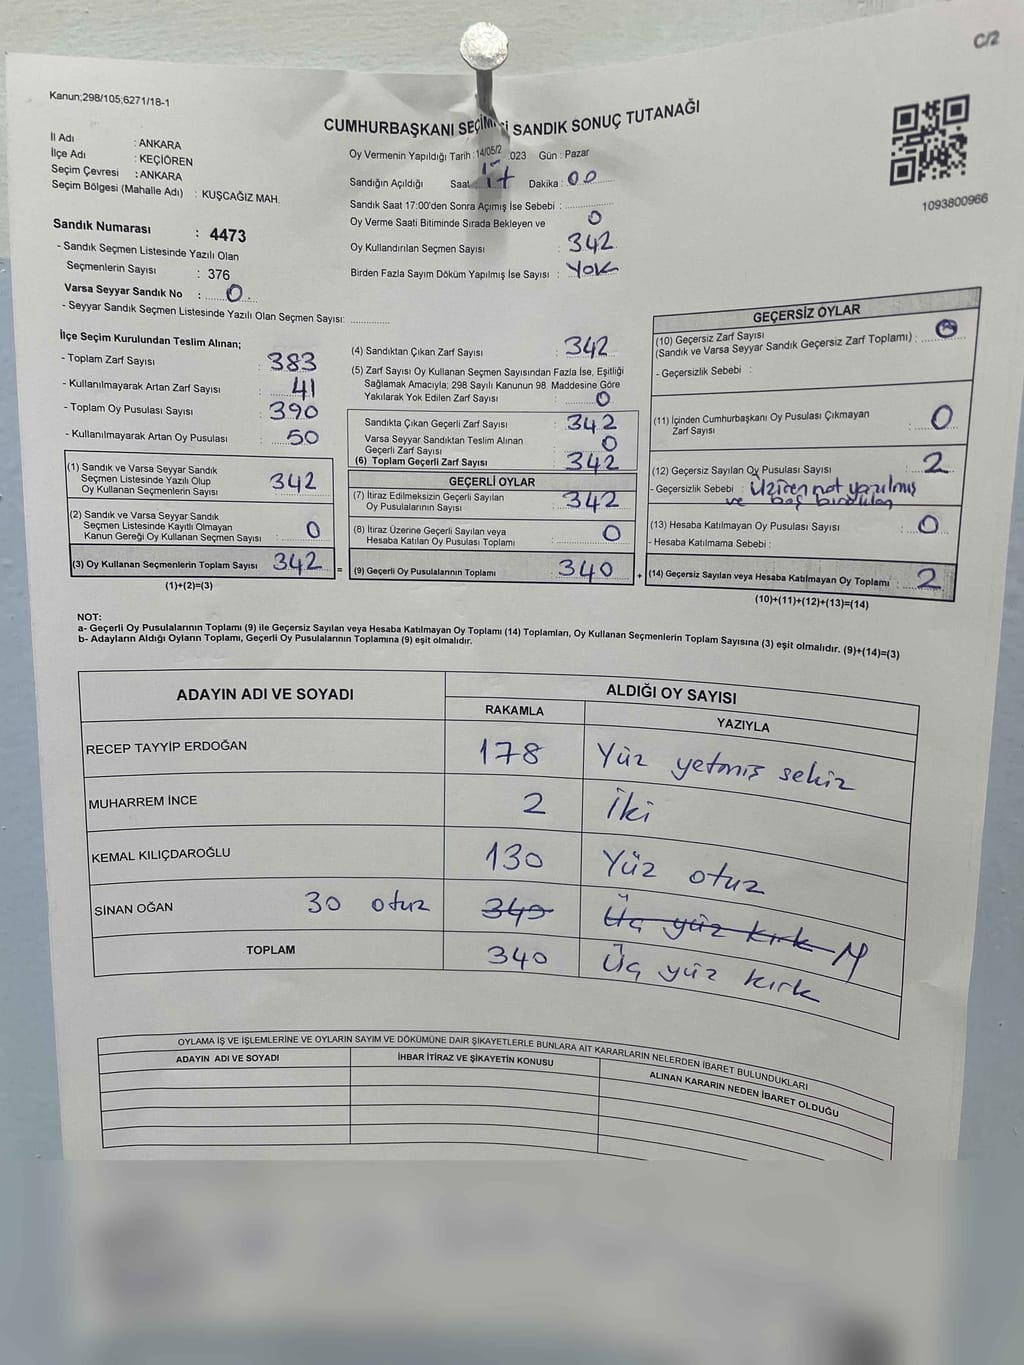 C/2
Kanun;298/105;6271/18-1
CUMHURBAŞKANI SEÇİMİ SANDIK SONUÇ TUTANAĞI
1093800966
İl Adı : ANKARA
İlçe Adı : KEÇİÖREN
Seçim Çevresi : ANKARA
Seçim Bölgesi (Mahalle Adı) : KUŞCAĞIZ MAH.
Sandık Numarası : 4473
- Sandık Seçmen Listesinde Yazılı Olan
Seçmenlerin Sayısı : 376
Varsa Seyyar Sandık No : 0
- Seyyar Sandık Seçmen Listesinde Yazılı Olan Seçmen Sayısı:
Oy Vermenin Yapıldığı Tarih : 14/05/2 023 Gün : Pazar
Sandığın Açıldığı Saat : 17 Dakika : 00
Sandık Saat 17:00'den Sonra Açımış İse Sebebi :
Oy Verme Saati Bitiminde Sırada Bekleyen ve 0
Oy Kullandırılan Seçmen Sayısı : 342
Birden Fazla Sayım Döküm Yapılmış İse Sayısı : Yok
İlçe Seçim Kurulundan Teslim Alınan;
- Toplam Zarf Sayısı : 383
- Kullanılmayarak Artan Zarf Sayısı : 41
- Toplam Oy Pusulası Sayısı : 390
- Kullanılmayarak Artan Oy Pusulası : 50
(1) Sandık ve Varsa Seyyar Sandık
Seçmen Listesinde Yazılı Olup
Oy Kullanan Seçmenlerin Sayısı : 342
(2) Sandık ve Varsa Seyyar Sandık
Seçmen Listesinde Kayıtlı Olmayan
Kanun Gereği Oy Kullanan Seçmen Sayısı : 0
(3) Oy Kullanan Seçmenlerin Toplam Sayısı 342
(1)+(2)=(3)
=
(4) Sandıktan Çıkan Zarf Sayısı : 342
(5) Zarf Sayısı Oy Kullanan Seçmen Sayısından Fazla İse, Eşitliği
Sağlamak Amacıyla; 298 Sayılı Kanunun 98. Maddesine Göre
Yakılarak Yok Edilen Zarf Sayısı : 0
Sandıkta Çıkan Geçerli Zarf Sayısı : 342
Varsa Seyyar Sandıktan Teslim Alınan
Geçerli Zarf Sayısı : 0
(6) Toplam Geçerli Zarf Sayısı : 342
GEÇERLİ OYLAR
(7) İtiraz Edilmeksizin Geçerli Sayılan
Oy Pusulalarının Sayısı : 342
(8) İtiraz Üzerine Geçerli Sayılan veya
Hesaba Katılan Oy Pusulası Toplamı : 0
(9) Geçerli Oy Pusulalarının Toplamı : 340
+
GEÇERSİZ OYLAR
(10) Geçersiz Zarf Sayısı
(Sandık ve Varsa Seyyar Sandık Geçersiz Zarf Toplamı) : 0
- Geçersizlik Sebebi :
(11) İçinden Cumhurbaşkanı Oy Pusulası Çıkmayan
Zarf Sayısı : 0
(12) Geçersiz Sayılan Oy Pusulası Sayısı : 2
- Geçersizlik Sebebi : Üziren not yazılmış
ve boş
(13) Hesaba Katılmayan Oy Pusulası Sayısı : 0
- Hesaba Katılmama Sebebi :
(14) Geçersiz Sayılan veya Hesaba Katılmayan Oy Toplamı : 2
(10)+(11)+(12)+(13)=(14)
NOT:
a- Geçerli Oy Pusulalarının Toplamı (9) ile Geçersiz Sayılan veya Hesaba Katılmayan Oy Toplamı (14) Toplamları, Oy Kullanan Seçmenlerin Toplam Sayısına (3) eşit olmalıdır. (9)+(14)=(3)
b- Adayların Aldığı Oyların Toplamı, Geçerli Oy Pusulalarının Toplamına (9) eşit olmalıdır.
ADAYIN ADI VE SOYADI
ALDIĞI OY SAYISI
RAKAMLA YAZIYLA
RECEP TAYYİP ERDOĞAN 178 Yüz yetmiş sekiz
MUHARREM İNCE 2 İki
KEMAL KILIÇDAROĞLU 130 Yüz otuz
SİNAN OĞAN 30 otuz 340 Üç yüz kırk
TOPLAM 340 Üç yüz kırk
OYLAMA İŞ VE İŞLEMLERİNE VE OYLARIN SAYIM VE DÖKÜMÜNE DAİR ŞİKAYETLERLE BUNLARA AİT KARARLARIN NELERDEN İBARET BULUNDUKLARI
ADAYIN ADI VE SOYADI İHBAR İTİRAZ VE ŞİKAYETİN KONUSU ALINAN KARARIN NEDEN İBARET OLDUĞU